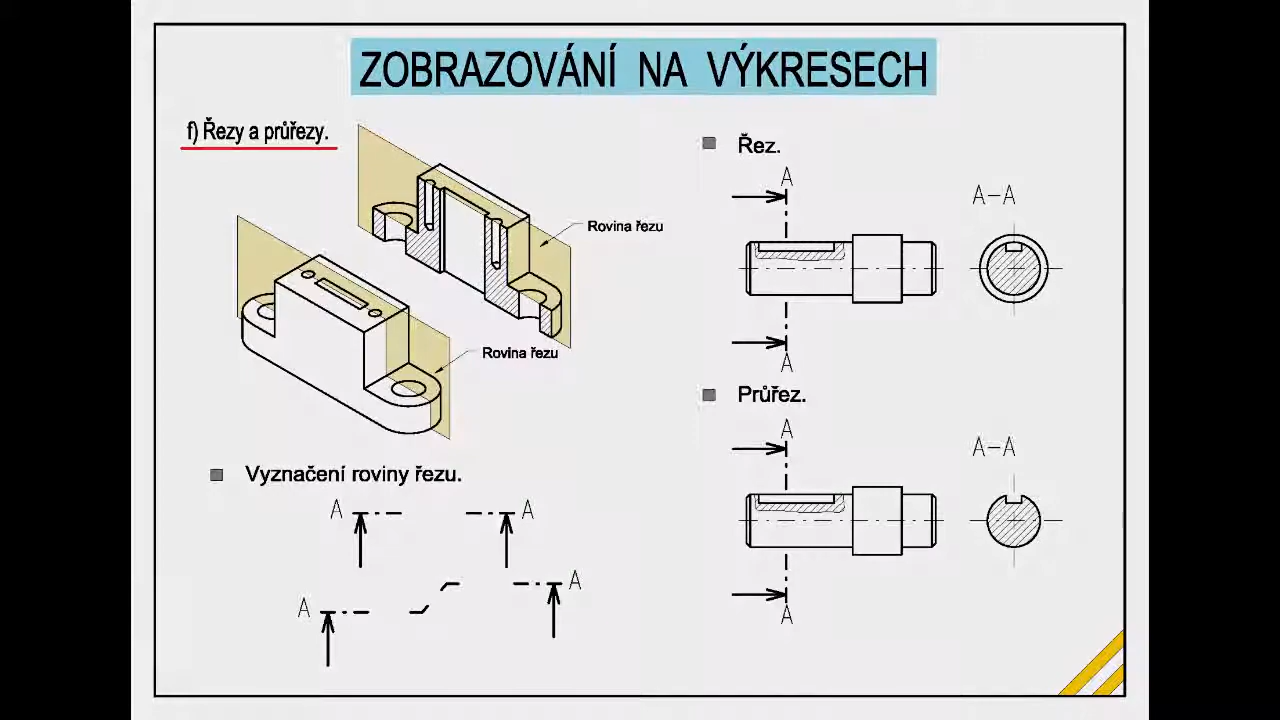 ZOBRAZOVÁNÍ NA VÝKRESECH
f) Řezy a průřezy.
Rovina řezu
Rovina řezu
Vyznačení roviny řezu.
A A
A A
Řez.
A
A-A
A
Průřez.
A
A-A
A